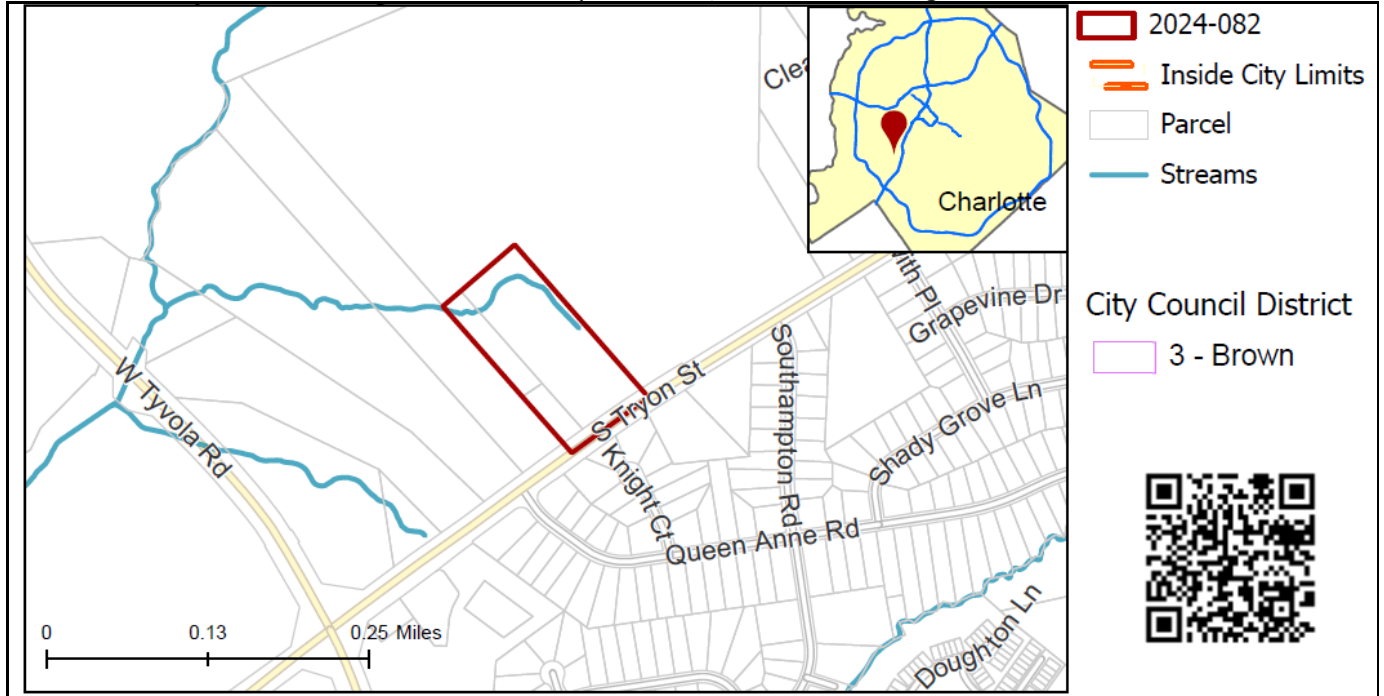 2024-082
Inside City Limits
Parcel
Streams
City Council District
3 - Brown
Charlotte
S Tryon St
W Tyvola Rd
Knight Ct
Queen Anne Rd
Southampton Rd
Shady Grove Ln
Grapevine Dr
Pl
Doughton Ln
0 0.13 0.25 Miles